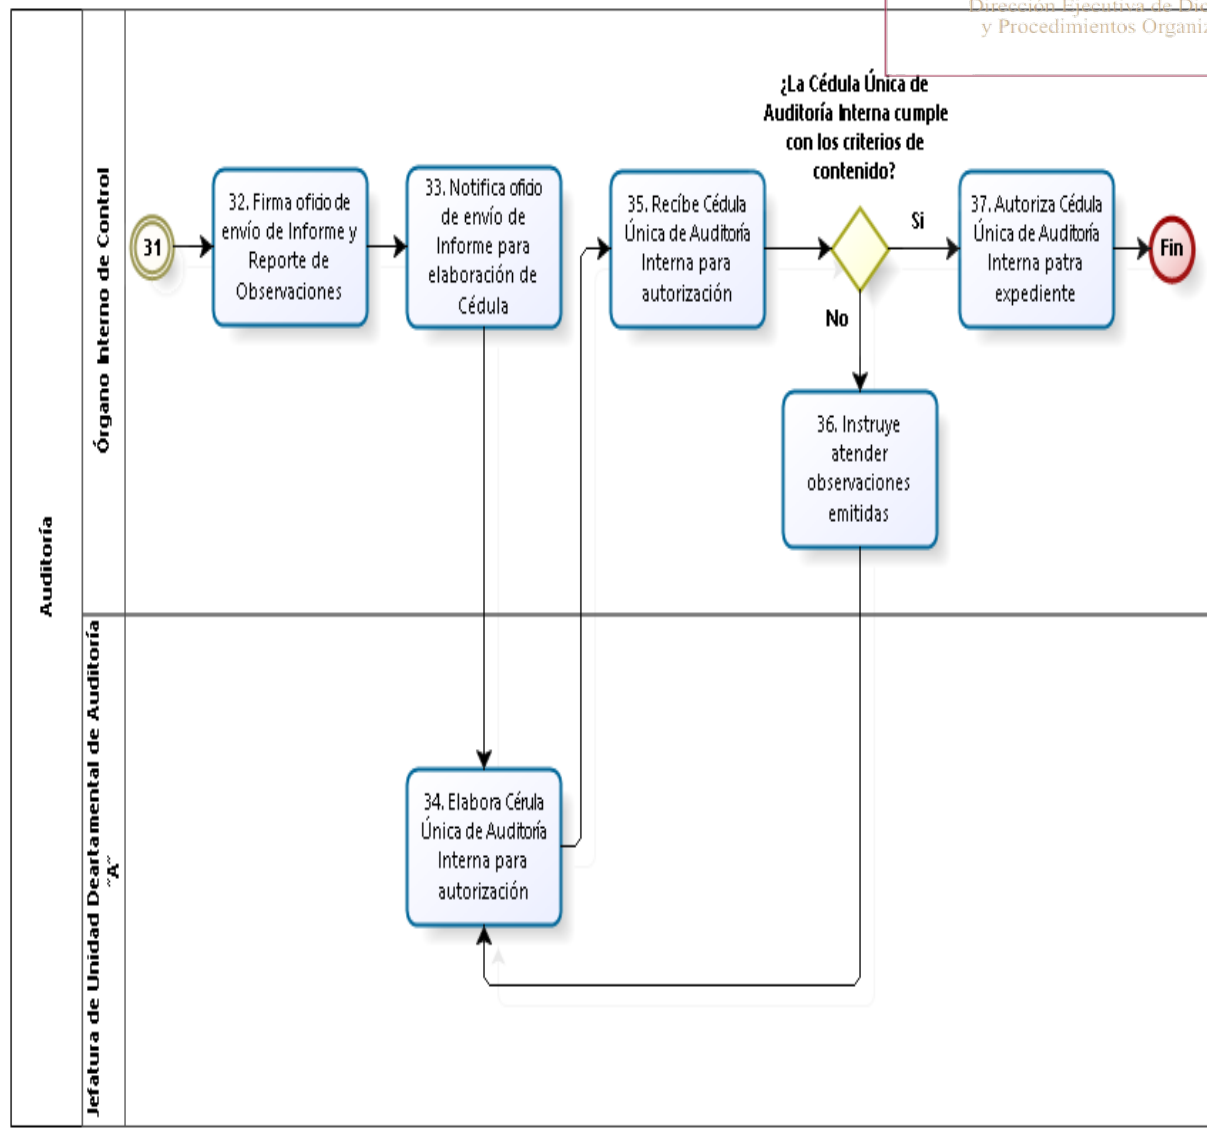 Dirección Ejecutiva de
y Procedimientos
¿La Cédula Única de
Auditoría Interna cumple
con los criterios de
contenido?
Auditoría
Órgano Interno de Control
31
32. Firma oficio de
envío de Informe y
Reporte de
Observaciones
33. Notifica oficio
de envío de
Informe para
elaboración de
Cédula
35. Recibe Cédula
Única de Auditoría
Interna para
autorización
Si
No
37. Autoriza Cédula
Única de Auditoría
Interna patra
expediente
Fin
36. Instruye
atender
observaciones
emitidas
Jefatura de Unidad Deartamental de Auditoría
"A"
34. Elabora Cérula
Única de Auditoría
Interna para
autorización